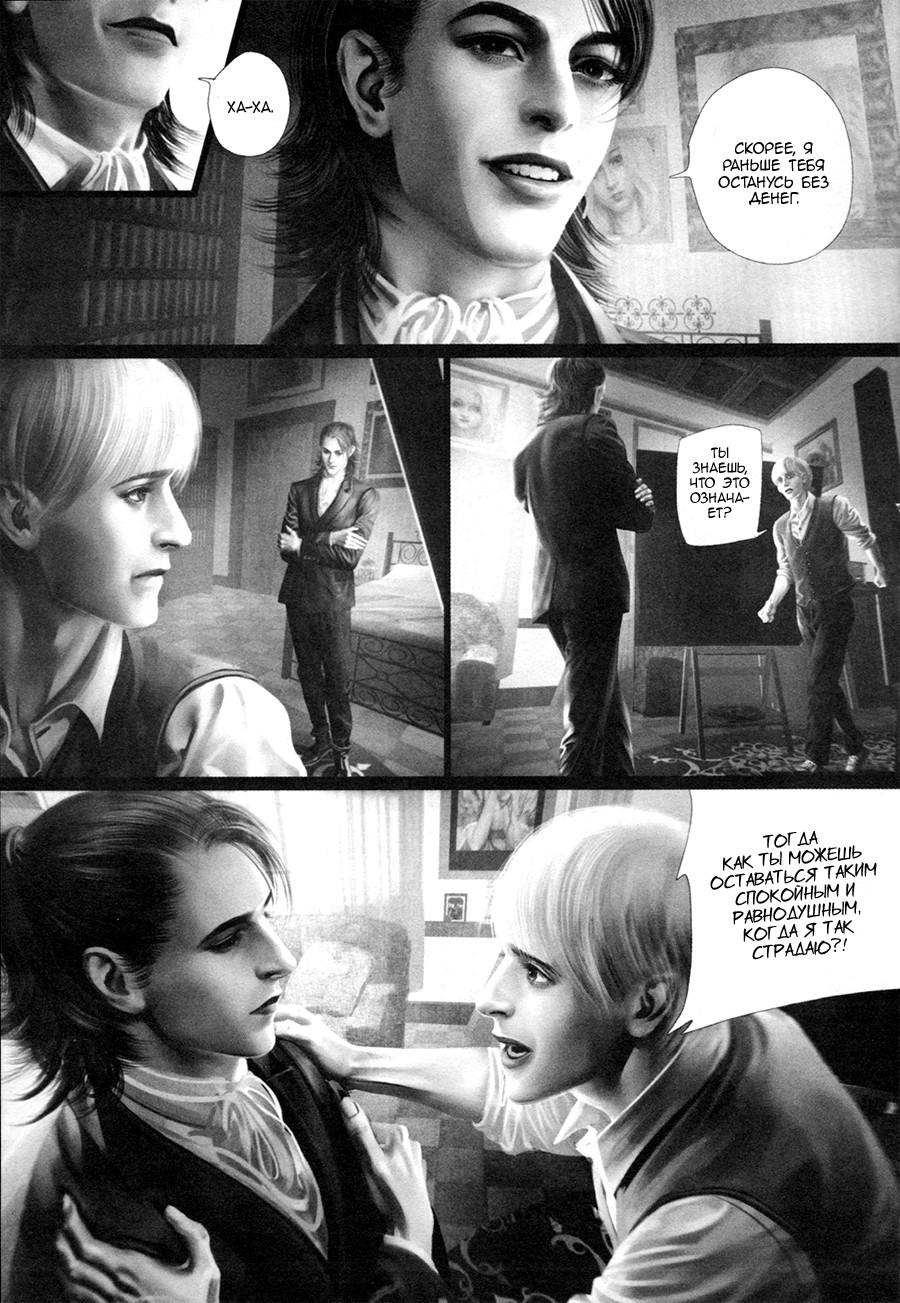 ХА-ХА.
СКОРЕЕ, Я
РАНЬШЕ ТЕБЯ
ОСТАНУСЬ БЕЗ
ДЕНЕГ.
ТЫ
ЗНАЕШЬ,
ЧТО ЭТО
ОЗНАЧА-
ЕТ?
ТОГДА
КАК ТЫ МОЖЕШЬ
ОСТАВАТЬСЯ ТАКИМ
СПОКОЙНЫМ И
РАВНОДУШНЫМ,
КОГДА Я ТАК
СТРАДАЮ?!